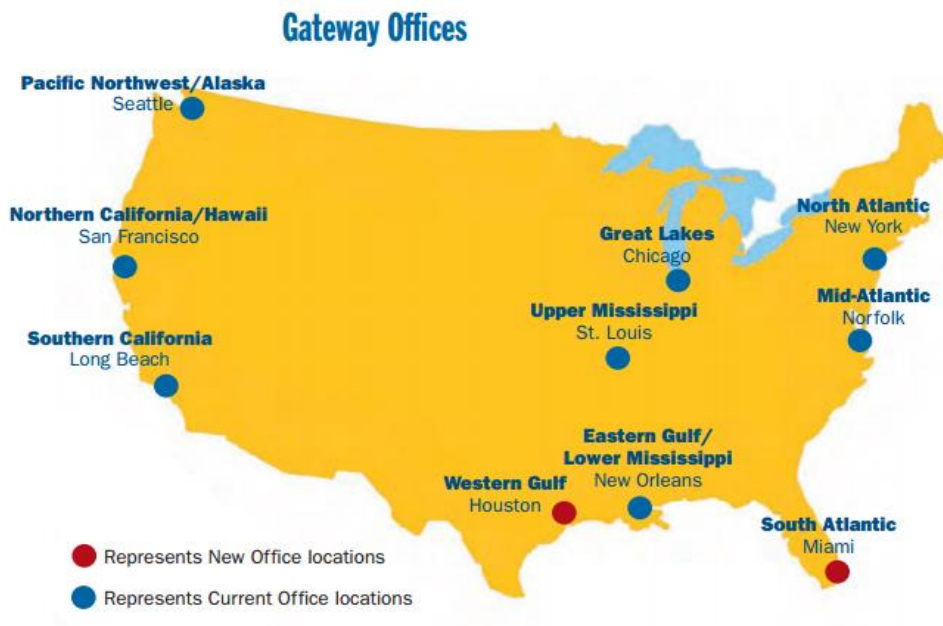 Gateway Offices
Pacific Northwest/Alaska
Seattle
Northern California/Hawaii
San Francisco
Southern California
Long Beach
Great Lakes
Chicago
Upper Mississippi
St. Louis
North Atlantic
New York
Mid-Atlantic
Norfolk
Eastern Gulf/
Lower Mississippi
New Orleans
Western Gulf
Houston
South Atlantic
Miami
Represents New Office locations
Represents Current Office locations